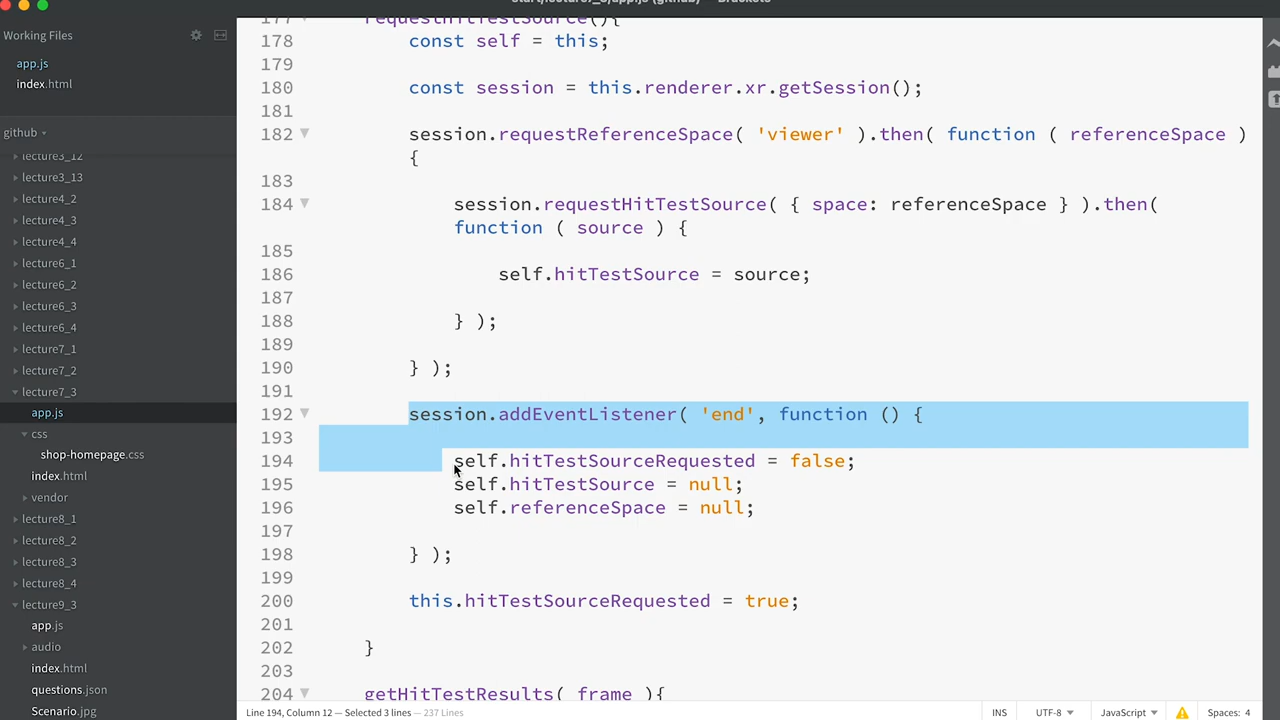 Working Files
app.js
index.html
github
lecture3_12
lecture3_13
lecture4_2
lecture4_3
lecture4_4
lecture6_1
lecture6_2
lecture6_3
lecture6_4
lecture7_1
lecture7_2
lecture7_3
app.js
css
shop-homepage.css
index.html
vendor
lecture8_1
lecture8_2
lecture8_3
lecture8_4
lecture9_3
app.js
audio
index.html
questions.json
Scenario.jpg
177 requestHitTestSource(){
178 const self = this;
179
180 const session = this.renderer.xr.getSession();
181
182 session.requestReferenceSpace( 'viewer' ).then( function ( referenceSpace )
{
183
184 session.requestHitTestSource( { space: referenceSpace } ).then(
function ( source ) {
185
186 self.hitTestSource = source;
187
188 } );
189
190 } );
191
192 session.addEventListener( 'end', function () {
193
194 self.hitTestSourceRequested = false;
195 self.hitTestSource = null;
196 self.referenceSpace = null;
197
198 } );
199
200 this.hitTestSourceRequested = true;
201
202 }
203
204 getHitTestResults( frame ){
Line 194, Column 12 — Selected 3 lines — 237 Lines
INS
UTF-8
JavaScript
Spaces: 4